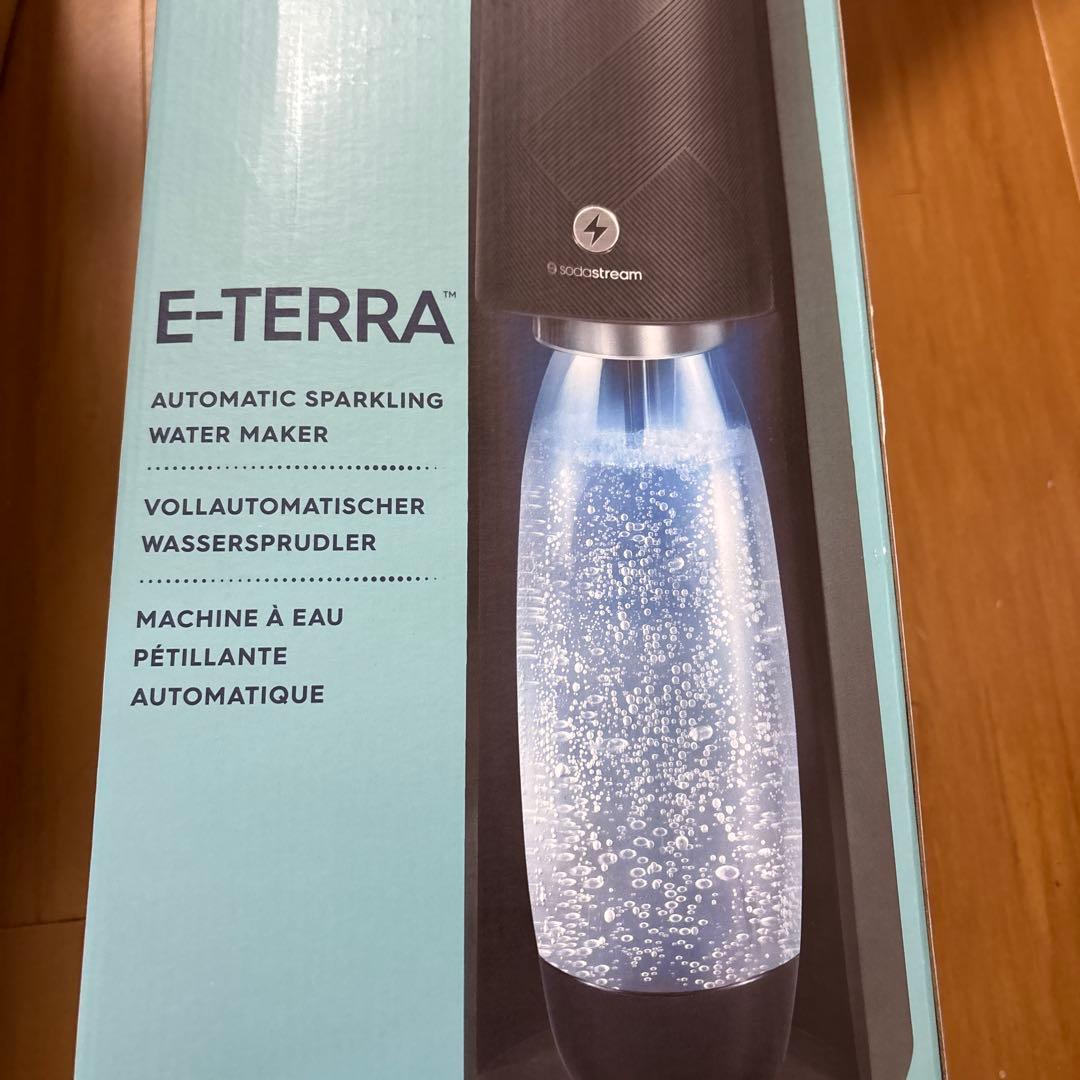 sodastream
E-TERRA™
AUTOMATIC SPARKLING
WATER MAKER
VOLLAUTOMATISCHER
WASSERSPRUDLER
MACHINE À EAU
PÉTILLANTE
AUTOMATIQUE